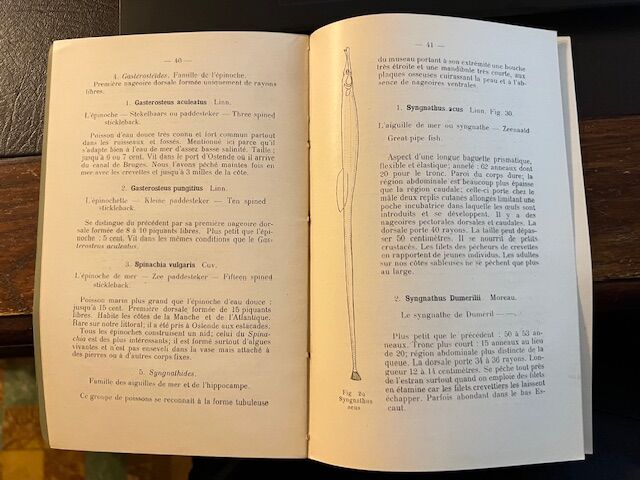 — 40 —
4. Gasterosteïdes. Famille de l'épinoche.
Première nageoire dorsale formée uniquement de rayons
libres.
1. Gasterosteus aculeatus Linn.
L'épinoche — Stekelbaars ou paddesteker — Three spined
stickleback.
Poisson d'eau douce très connu et fort commun partout
dans les ruisseaux et fossés. Mentionné ici parce qu'il
s'adapte bien à l'eau de mer d'assez basse salinité. Taille :
jusqu'à 6 ou 7 cent. Vit dans le port d'Ostende où il arrive
du canal de Bruges. Nous l'avons pêché maintes fois en
mer avec les crevettes et jusqu'à 3 milles de la côte.
2. Gasterosteus pungitius Linn.
L'épinochette — Kleine paddesteker — Ten spined
stickleback.
Se distingue du précédent par sa première nageoire dor-
sale formée de 8 à 10 piquants libres. Plus petit que l'épi-
noche : 5 cent. Vit dans les mêmes conditions que le Gas-
terosteus aculeatus.
3. Spinachia vulgaris Cuv.
L'épinoche de mer — Zee paddesteker — Fifteen spined
stickleback.
Poisson marin plus grand que l'épinoche d'eau douce :
jusqu'à 15 cent. Première dorsale formée de 15 piquants
libres. Habite les côtes de la Manche et de l'Atlantique.
Rare sur notre littoral; il a été pris à Ostende aux estacades.
Tous les épinoches construisent un nid; celui du Spina-
chia est des plus intéressants; il est formé surtout d'algues
vivantes et n'est pas enseveli dans la vase mais attaché à
des pierres ou à d'autres corps fixes.
5. Syngnathides.
Famille des aiguilles de mer et de l'hippocampe.
Ce groupe de poissons se reconnaît à la forme tubuleuse
— 41 —
du museau portant à son extrémité une bouche
très étroite et une mandibule très courte, aux
plaques osseuses cuirassant la peau et à l'ab-
sence de nageoires ventrales.
1. Syngnathus acus Linn. Fig. 30.
L'aiguille de mer ou syngnathe — Zeenaald
Great pipe fish.
Aspect d'une longue baguette prismatique,
flexible et élastique; annelé : 62 anneaux dont
20 pour le tronc. Paroi du corps dure; la
région abdominale est beaucoup plus épaisse
que la région caudale; celle-ci porte chez le
mâle deux replis cutanés allongés limitant une
poche incubatrice dans laquelle les œufs sont
introduits et se développent. Il y a des
nageoires pectorales dorsales et caudales. La
dorsale porte 40 rayons. La taille peut dépas-
ser 50 centimètres. Il se nourrit de petits
crustacés. Les filets des pecheurs de crevettes
en rapportent de jeunes individus. Les adultes
sur nos côtes sableuses ne se pêchent que plus
au large.
2. Syngnathus Dumerilii Moreau.
Le syngnathe de Duméril — —.
Plus petit que le précédent : 50 à 53 an-
neaux. Tronc plus court : 15 anneaux au lieu
de 20; région abdominale plus distincte de la
queue. La dorsale porte 34 à 36 rayons. Lon-
gueur 12 à 14 centimètres. Se pêche tout près
de l'estran surtout quand on emploie des filets
en étamine car les filets crevettiers les laissent
échapper. Parfois abondant dans le bas Es-
caut.
Fig
Syngnathus
acus